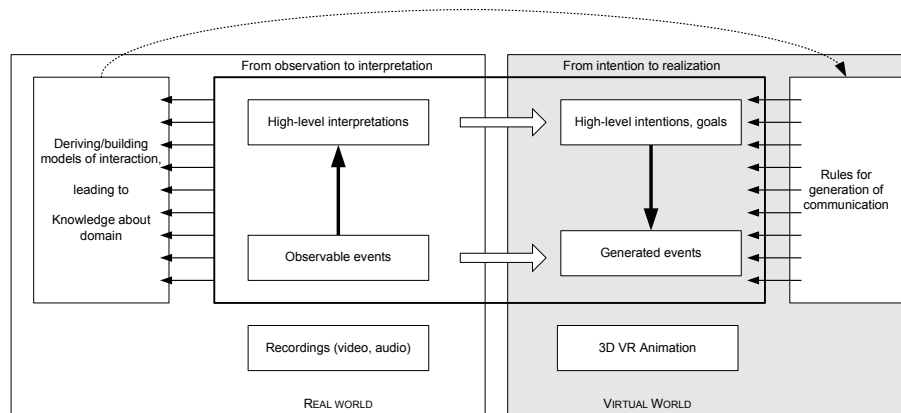 From observation to interpretation
From intention to realization
Deriving/building
models of interaction,
leading to
Knowledge about
domain
High-level interpretations
High-level intentions, goals
Rules for
generation of
communication
Observable events
Generated events
Recordings (video, audio)
3D VR Animation
REAL WORLD
VIRTUAL WORLD